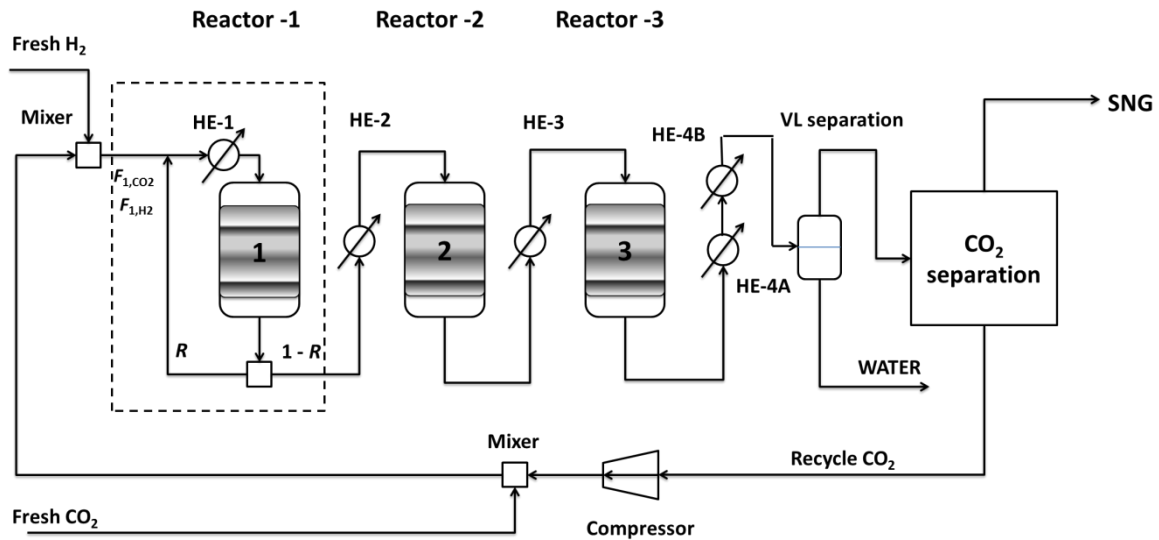 Reactor -1
Reactor -2
Reactor -3
Fresh H2
SNG
Mixer
HE-1
HE-2
HE-3
HE-4B
VL separation
F1,CO2
F1,H2
1
2
3
CO2
separation
HE-4A
R
1 - R
WATER
Mixer
Recycle CO2
Fresh CO2
Compressor